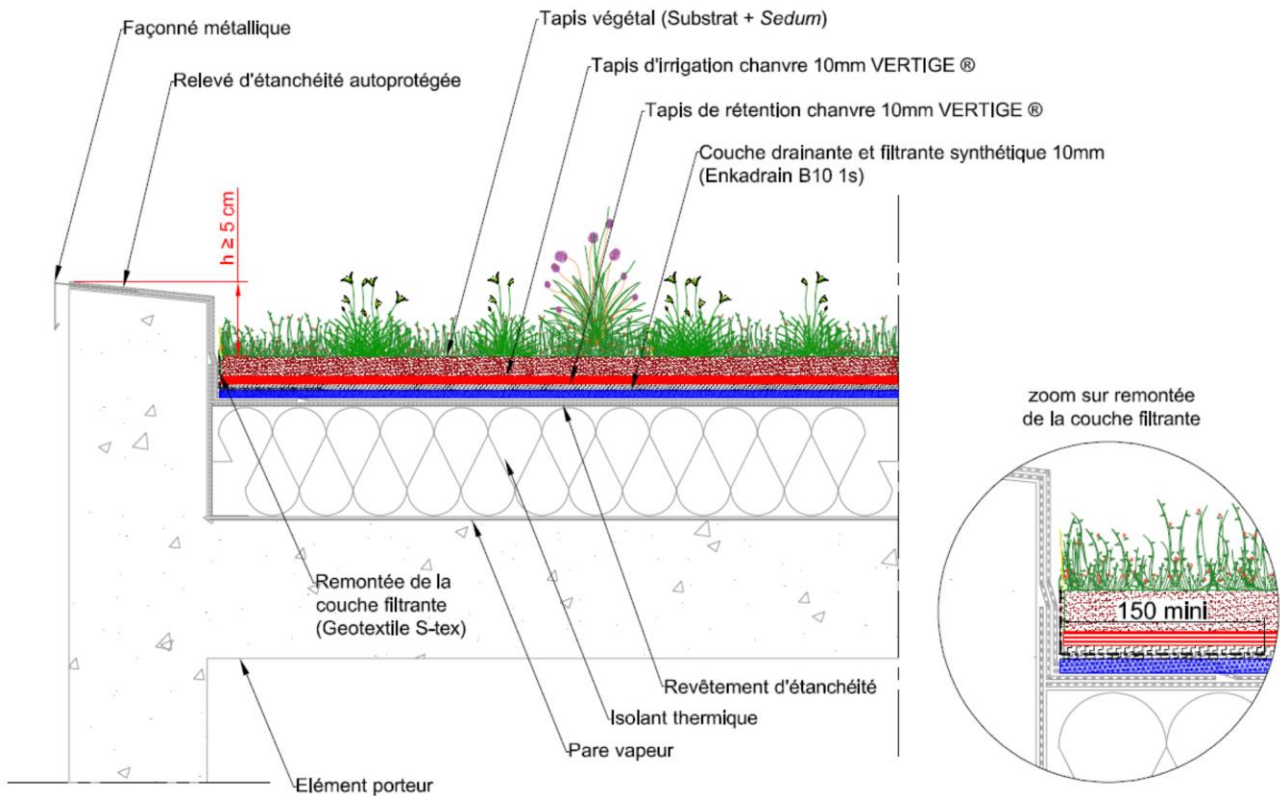 Façonné métallique
Relevé d'étanchéité autoprotégée
Tapis végétal (Substrat + Sedum)
Tapis d'irrigation chanvre 10mm VERTIGE ®
Tapis de rétention chanvre 10mm VERTIGE ®
Couche drainante et filtrante synthétique 10mm
(Enkadrain B10 1s)
h ≥ 5 cm
zoom sur remontée
de la couche filtrante
150 mini
Remontée de la
couche filtrante
(Geotextile S-tex)
Revêtement d'étanchéité
Isolant thermique
Pare vapeur
Elément porteur